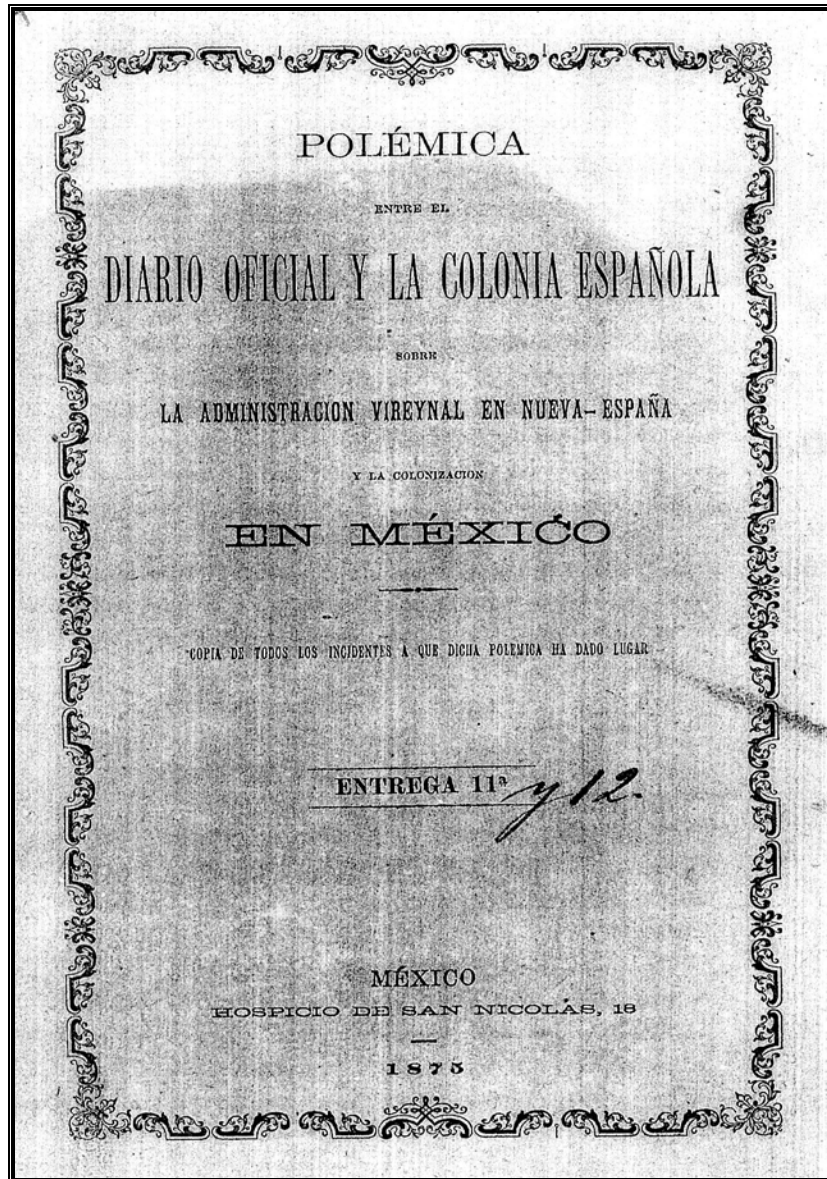 POLÉMICA
ENTRE EL
DIARIO OFICIAL Y LA COLONIA ESPAÑOLA
SOBRE
LA ADMINISTRACION VIREYNAL EN NUEVA-ESPAÑA
Y LA COLONIZACION
EN MÉXICO
COPIA DE TODOS LOS INCIDENTES A QUE DICHA POLEMICA HA DADO LUGAR
ENTREGA 11ª y 12.
MÉXICO
HOSPICIO DE SAN NICOLÁS, 18
1875